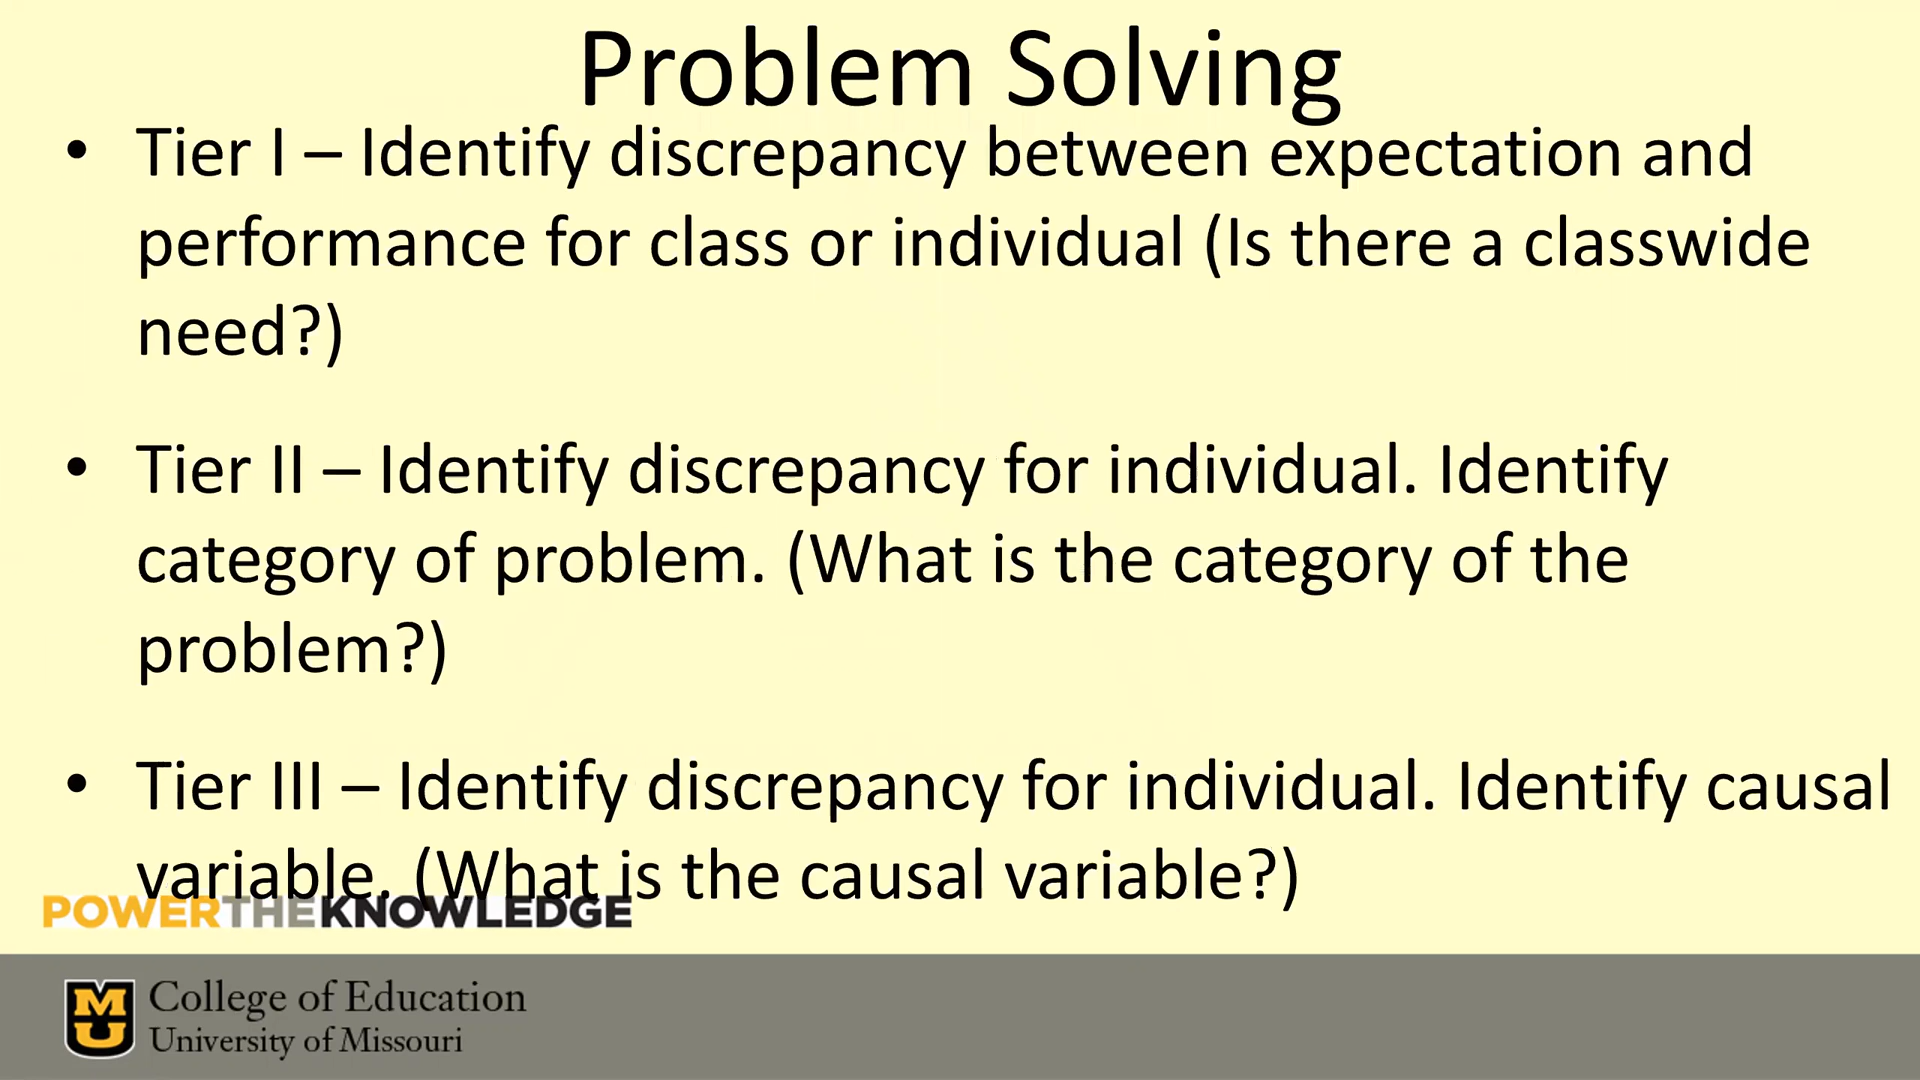 Problem Solving
• Tier I – Identify discrepancy between expectation and
performance for class or individual (Is there a classwide
need?)
• Tier II – Identify discrepancy for individual. Identify
category of problem. (What is the category of the
problem?)
• Tier III – Identify discrepancy for individual. Identify causal
variable. (What is the causal variable?)
POWERTHEKNOWLEDGE
MU
College of Education
University of Missouri